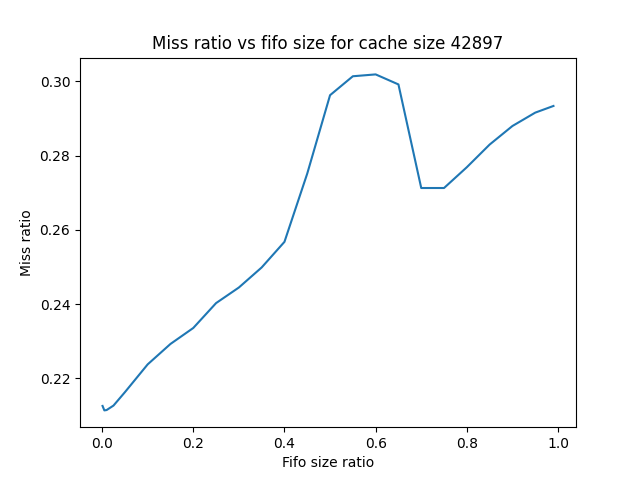 Miss ratio vs fifo size for cache size 42897
0.30
0.28
0.26
0.24
0.22
Miss ratio
0.0 0.2 0.4 0.6 0.8 1.0
Fifo size ratio